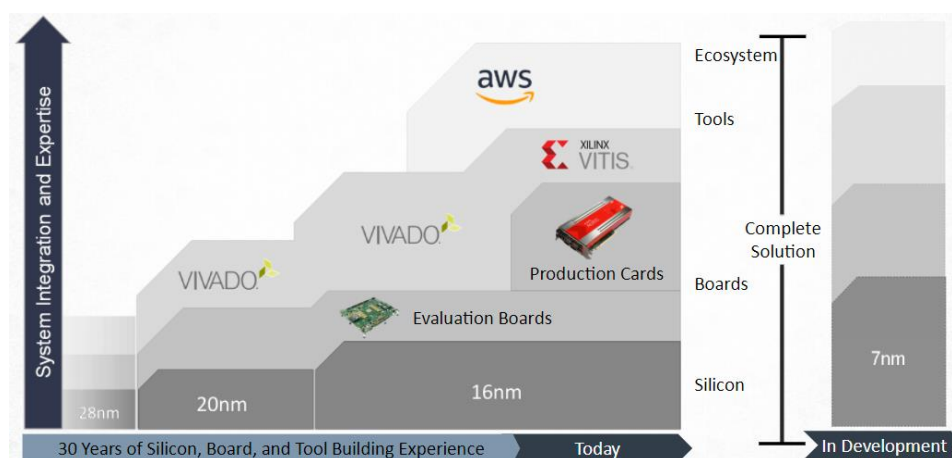 System Integration and Expertise
aws
XILINX
VITIS
VIVADO
VIVADO
Production Cards
Evaluation Boards
28nm
20nm
16nm
Ecosystem
Tools
Boards
Silicon
Complete
Solution
7nm
30 Years of Silicon, Board, and Tool Building Experience
Today
In Development